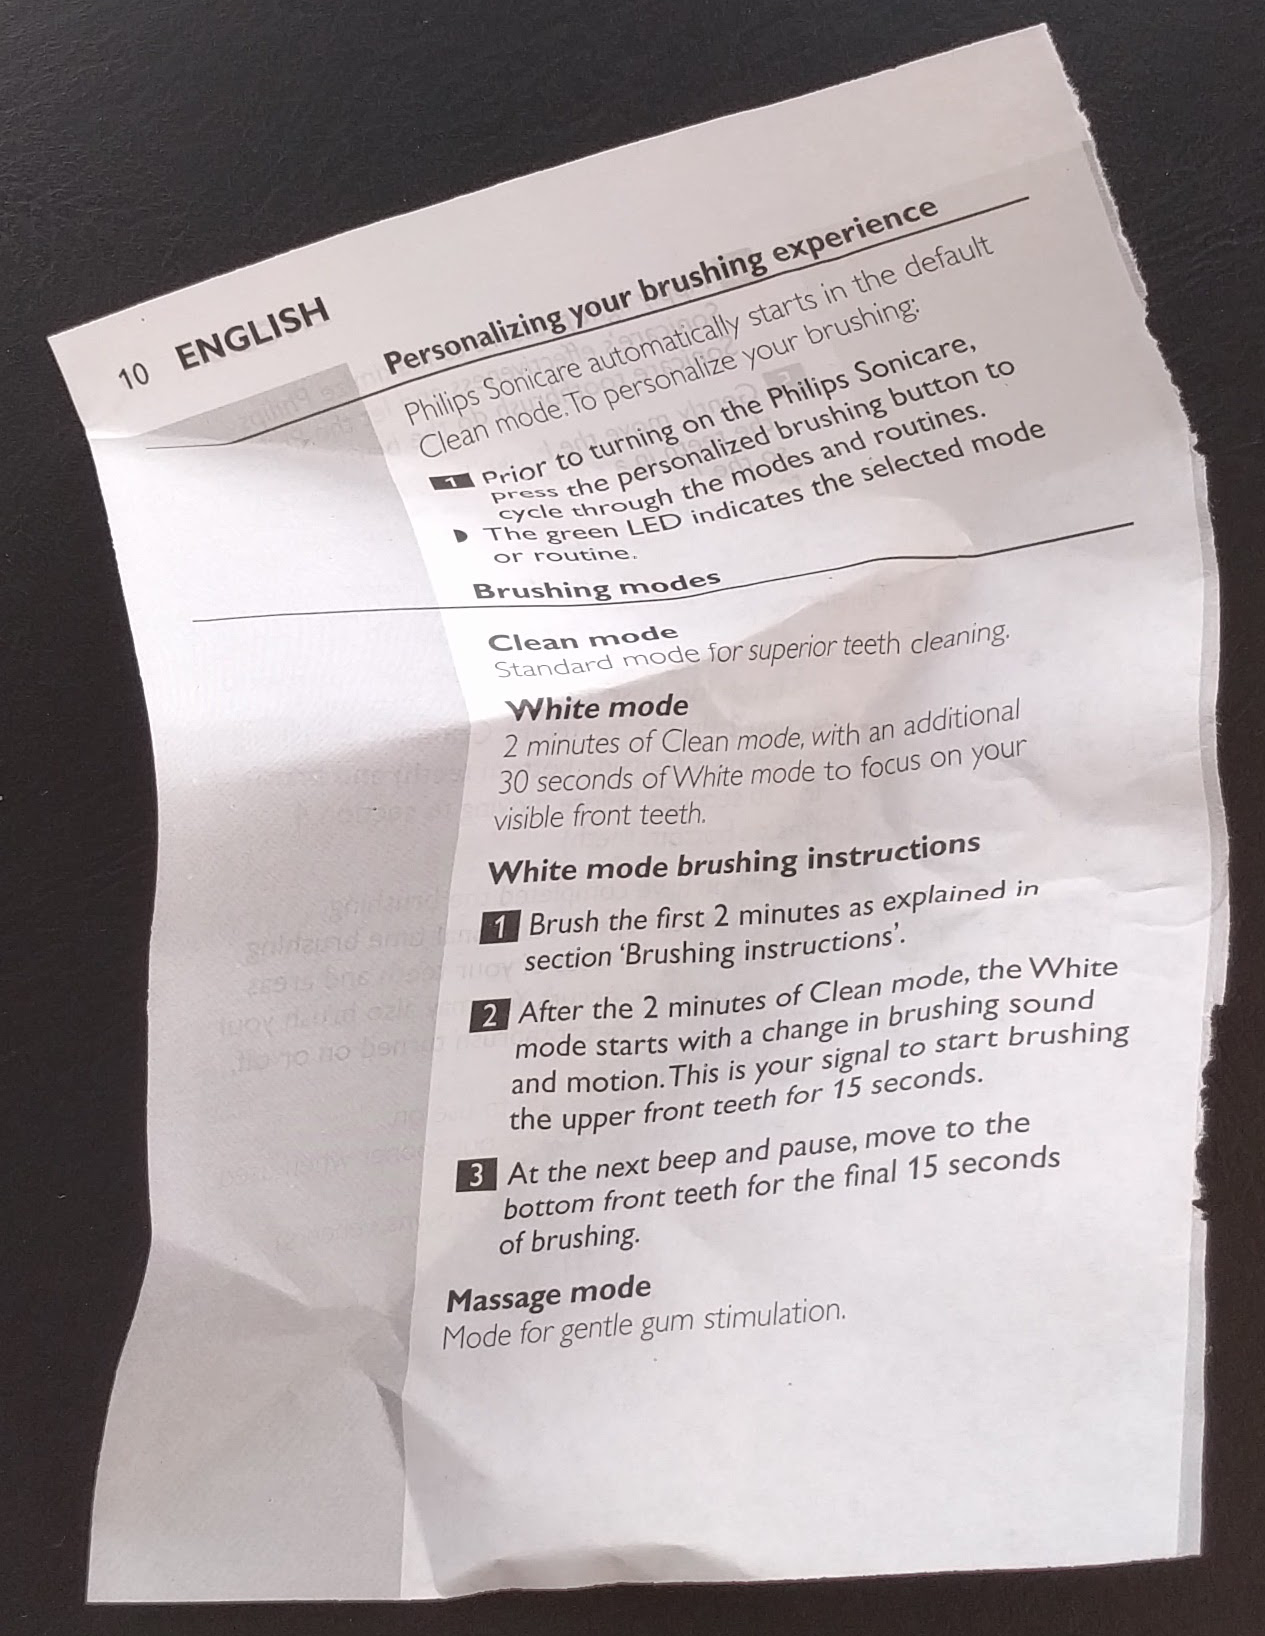 10 ENGLISH
Personalizing your brushing experience
Philips Sonicare automatically starts in the default
Clean mode. To personalize your brushing:
1 Prior to turning on the Philips Sonicare,
press the personalized brushing button to
cycle through the modes and routines.
The green LED indicates the selected mode
or routine.
Brushing modes
Clean mode
Standard mode for superior teeth cleaning.
White mode
2 minutes of Clean mode, with an additional
30 seconds of White mode to focus on your
visible front teeth.
White mode brushing instructions
1 Brush the first 2 minutes as explained in
section ‘Brushing instructions’.
2 After the 2 minutes of Clean mode, the White
mode starts with a change in brushing sound
and motion. This is your signal to start brushing
the upper front teeth for 15 seconds.
3 At the next beep and pause, move to the
bottom front teeth for the final 15 seconds
of brushing.
Massage mode
Mode for gentle gum stimulation.